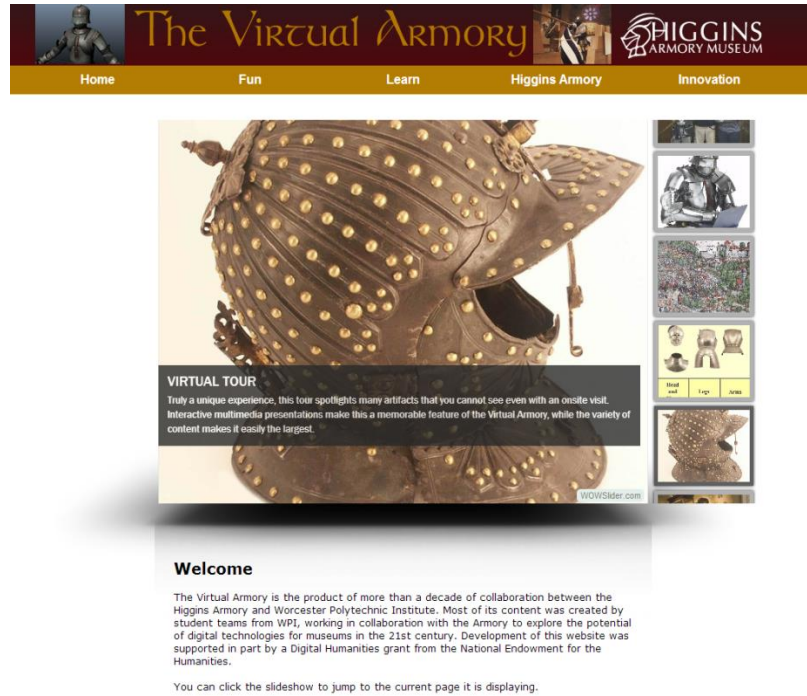 The Virtual Armory
HIGGINS
ARMORY MUSEUM
Home Fun Learn Higgins Armory Innovation
VIRTUAL TOUR
Truly a unique experience, this tour spotlights many artifacts that you cannot see even with an onsite visit.
Interactive multimedia presentations make this a memorable feature of the Virtual Armory, while the variety of
content makes it easily the largest.
Head
and
Legs
Arms
WOWSlider.com
Welcome
The Virtual Armory is the product of more than a decade of collaboration between the
Higgins Armory and Worcester Polytechnic Institute. Most of its content was created by
student teams from WPI, working in collaboration with the Armory to explore the potential
of digital technologies for museums in the 21st century. Development of this website was
supported in part by a Digital Humanities grant from the National Endowment for the
Humanities.
You can click the slideshow to jump to the current page it is displaying.